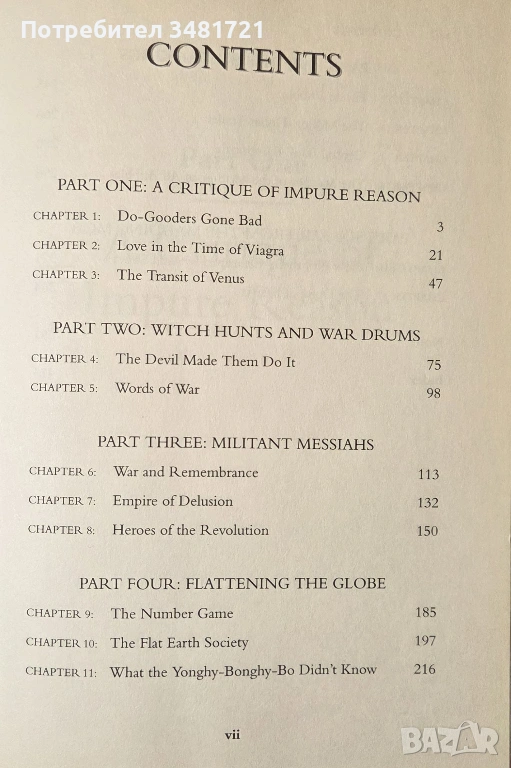 Потребител 3481721
CONTENTS
PART ONE: A CRITIQUE OF IMPURE REASON
CHAPTER 1: Do-Gooders Gone Bad 3
CHAPTER 2: Love in the Time of Viagra 21
CHAPTER 3: The Transit of Venus 47
PART TWO: WITCH HUNTS AND WAR DRUMS
CHAPTER 4: The Devil Made Them Do It 75
CHAPTER 5: Words of War 98
PART THREE: MILITANT MESSIAHS
CHAPTER 6: War and Remembrance 113
CHAPTER 7: Empire of Delusion 132
CHAPTER 8: Heroes of the Revolution 150
PART FOUR: FLATTENING THE GLOBE
CHAPTER 9: The Number Game 185
CHAPTER 10: The Flat Earth Society 197
CHAPTER 11: What the Yonghy-Bonghy-Bo Didn't Know 216
vii
BAZAR